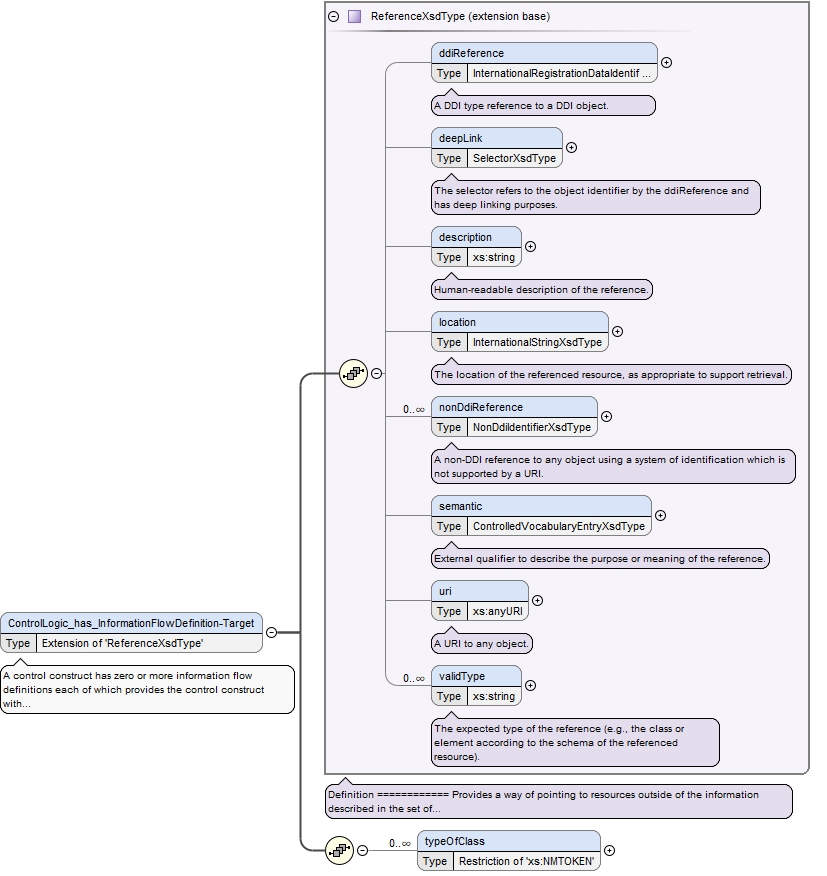 ReferenceXsdType (extension base)
ddiReference
Type InternationalRegistrationDataIdentif ...
A DDI type reference to a DDI object.
deepLink
Type SelectorXsdType
The selector refers to the object identifier by the ddiReference and
has deep linking purposes.
description
Type xs:string
Human-readable description of the reference.
location
Type InternationalStringXsdType
The location of the referenced resource, as appropriate to support retrieval.
0..∞
nonDdiReference
Type NonDdiIdentifierXsdType
A non-DDI reference to any object using a system of identification which is
not supported by a URI.
semantic
Type ControlledVocabularyEntryXsdType
External qualifier to describe the purpose or meaning of the reference.
uri
Type xs:anyURI
A URI to any object.
0..∞
validType
Type xs:string
The expected type of the reference (e.g., the class or
element according to the schema of the referenced
resource).
ControlLogic_has_InformationFlowDefinition-Target
Type Extension of 'ReferenceXsdType'
A control construct has zero or more information flow
definitions each of which provides the control construct
with...
Definition ============ Provides a way of pointing to resources outside of the information
described in the set of...
0..∞
typeOfClass
Type Restriction of 'xs:NMTOKEN'